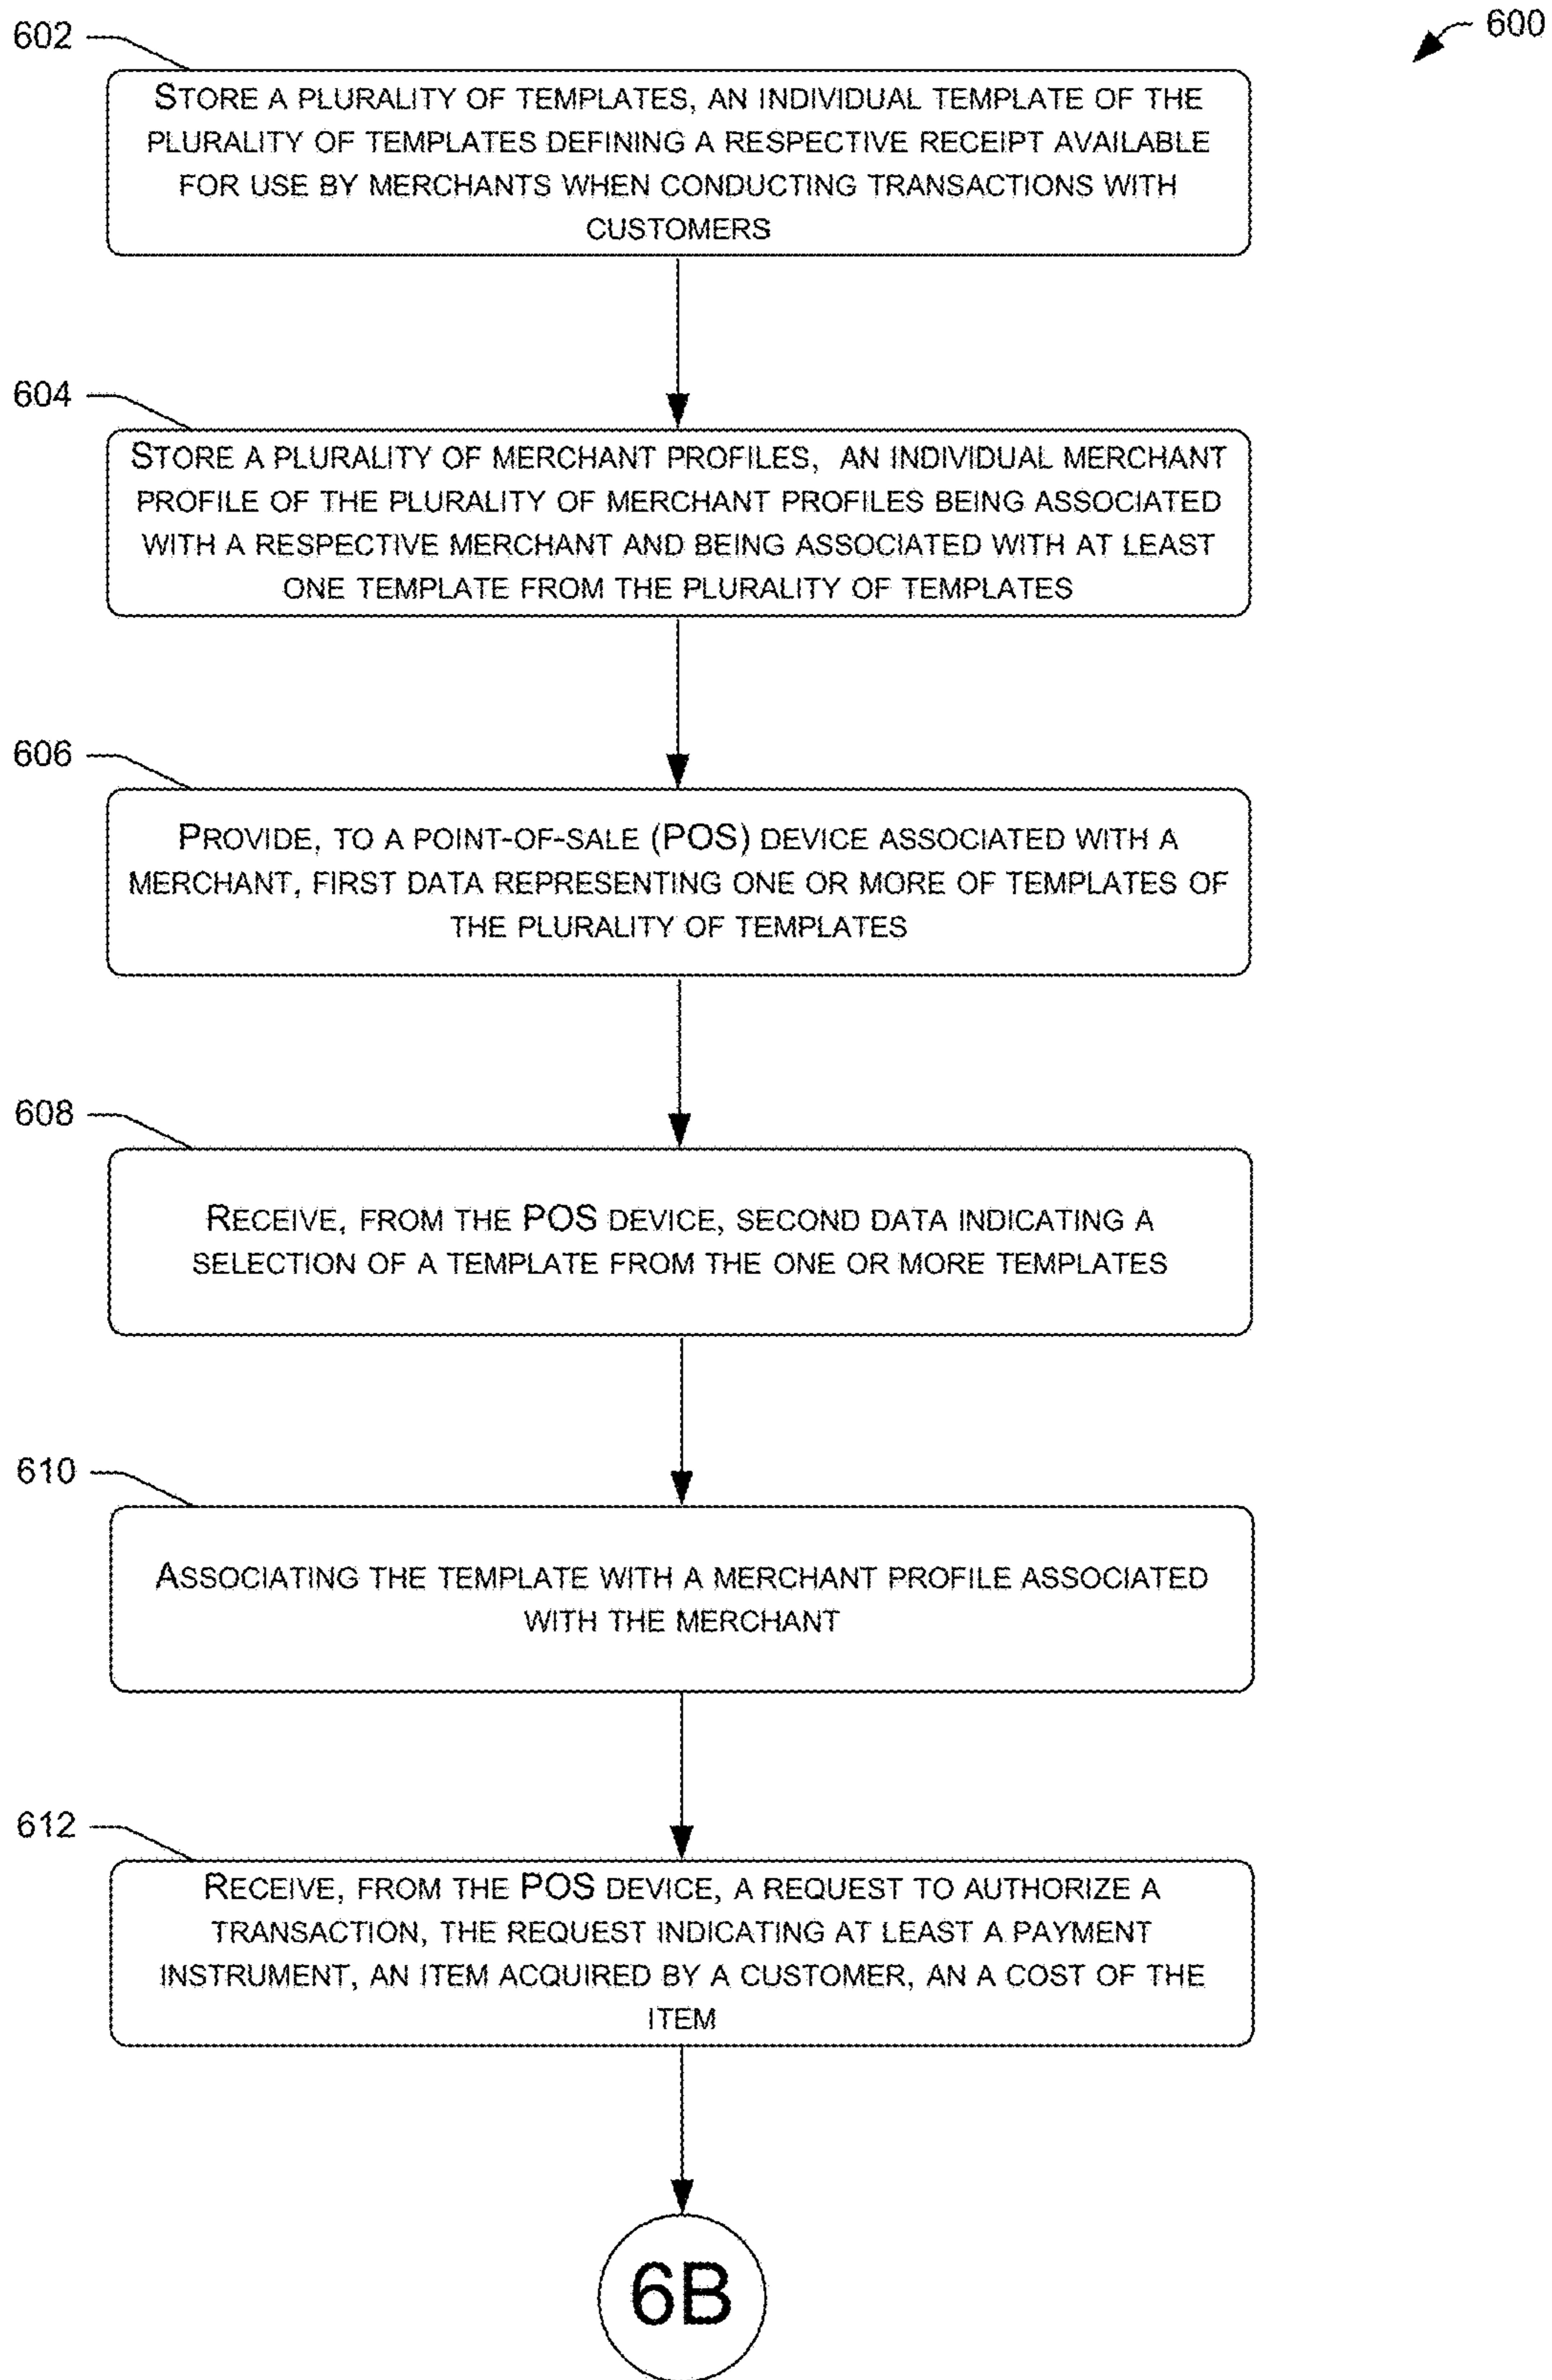 600
602
STORE A PLURALITY OF TEMPLATES, AN INDIVIDUAL TEMPLATE OF THE
PLURALITY OF TEMPLATES DEFINING A RESPECTIVE RECEIPT AVAILABLE
FOR USE BY MERCHANTS WHEN CONDUCTING TRANSACTIONS WITH
CUSTOMERS
604
STORE A PLURALITY OF MERCHANT PROFILES, AN INDIVIDUAL MERCHANT
PROFILE OF THE PLURALITY OF MERCHANT PROFILES BEING ASSOCIATED
WITH A RESPECTIVE MERCHANT AND BEING ASSOCIATED WITH AT LEAST
ONE TEMPLATE FROM THE PLURALITY OF TEMPLATES
606
PROVIDE, TO A POINT-OF-SALE (POS) DEVICE ASSOCIATED WITH A
MERCHANT, FIRST DATA REPRESENTING ONE OR MORE OF TEMPLATES OF
THE PLURALITY OF TEMPLATES
608
RECEIVE, FROM THE POS DEVICE, SECOND DATA INDICATING A
SELECTION OF A TEMPLATE FROM THE ONE OR MORE TEMPLATES
610
ASSOCIATING THE TEMPLATE WITH A MERCHANT PROFILE ASSOCIATED
WITH THE MERCHANT
612
RECEIVE, FROM THE POS DEVICE, A REQUEST TO AUTHORIZE A
TRANSACTION, THE REQUEST INDICATING AT LEAST A PAYMENT
INSTRUMENT, AN ITEM ACQUIRED BY A CUSTOMER, AN A COST OF THE
ITEM
6B